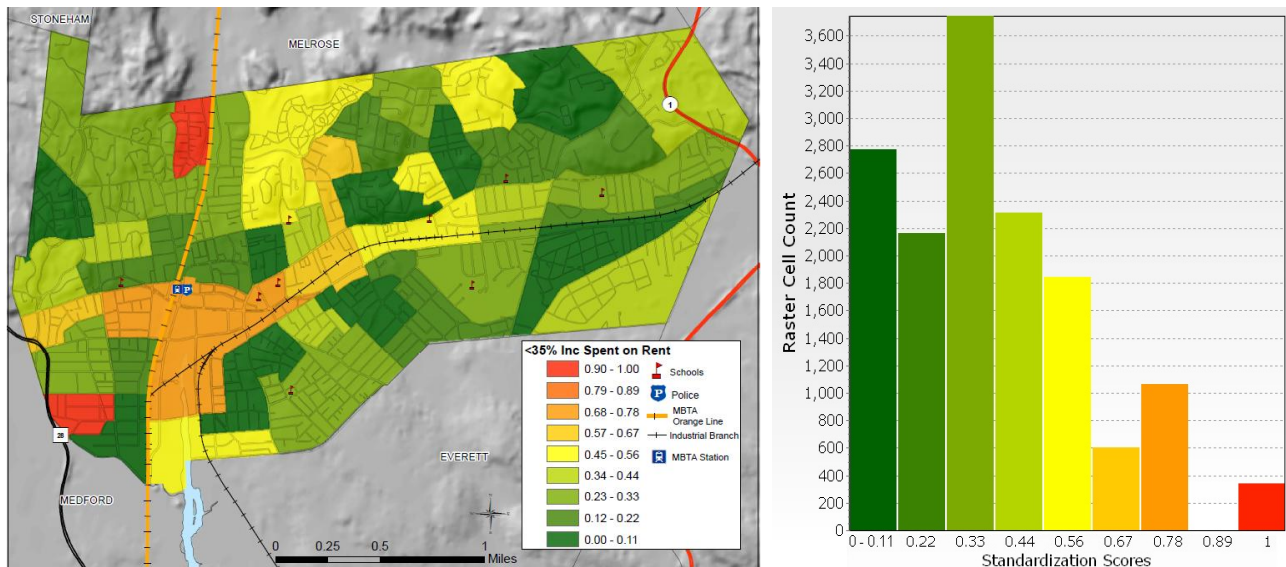 STONEHAM
MELROSE
1
P
28
MEDFORD
EVERETT
<35% Inc Spent on Rent
0.90 - 1.00
0.79 - 0.89
0.68 - 0.78
0.57 - 0.67
0.45 - 0.56
0.34 - 0.44
0.23 - 0.33
0.12 - 0.22
0.00 - 0.11
Schools
P
Police
MBTA
Orange Line
Industrial Branch
MBTA Station
0 0.25 0.5 1
Miles
Raster Cell Count
3,600
3,400
3,200
3,000
2,800
2,600
2,400
2,200
2,000
1,800
1,600
1,400
1,200
1,000
800
600
400
200
0
0 - 0.11 0.22 0.33 0.44 0.56 0.67 0.78 0.89 1
Standardization Scores